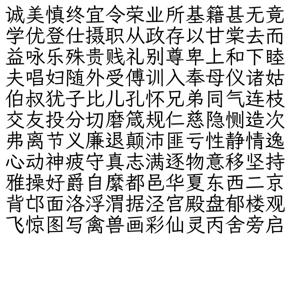 诚美慎终宜令荣业所基籍甚无竟
学优登仕摄职从政存以甘棠去而
益咏乐殊贵贱礼别尊卑上和下睦
夫唱妇随外受傅训入奉母仪诸姑
伯叔犹子比儿孔怀兄弟同气连枝
交友投分切磨箴规仁慈隐恻造次
弗离节义廉退颠沛匪亏性静情逸
心动神疲守真志满逐物意移坚持
雅操好爵自縻都邑华夏东西二京
背邙面洛浮渭据泾宫殿盘郁楼观
飞惊图写禽兽画彩仙灵丙舍旁启